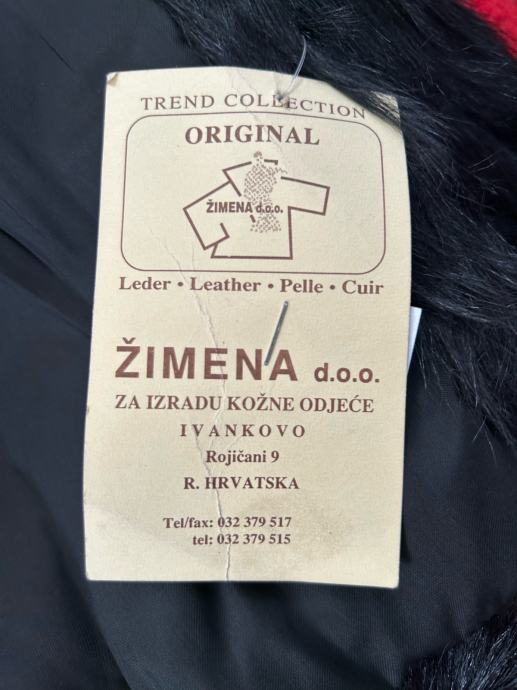 TREND COLLECTION
ORIGINAL
ŽIMENA d.o.o.
Leder • Leather • Pelle • Cuir
ŽIMENA d.o.o.
ZA IZRADU KOŽNE ODJEĆE
IVANKOVO
Rojičani 9
R. HRVATSKA
Tel/fax: 032 379 517
tel: 032 379 515